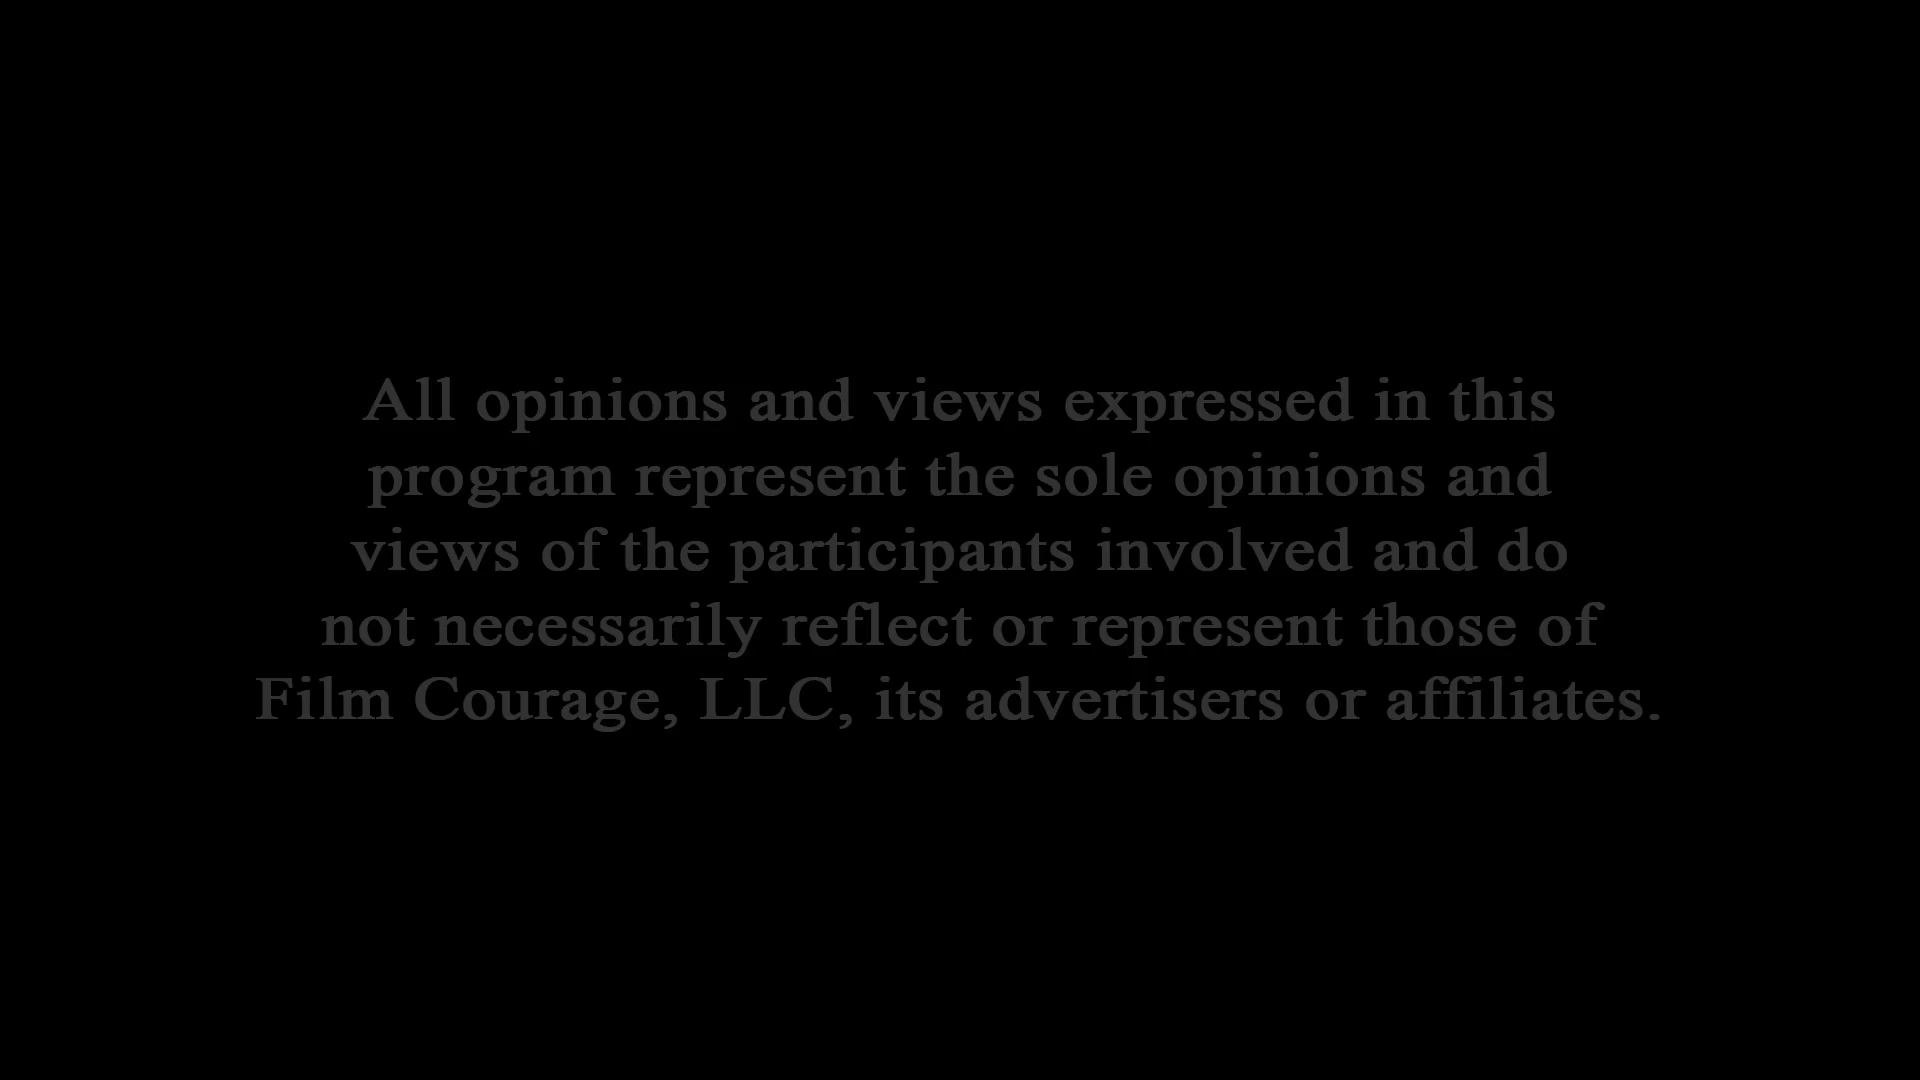 All opinions and views expressed in this
program represent the sole opinions and
views of the participants involved and do
not necessarily reflect or represent those of
Film Courage, LLC, its advertisers or affiliates.